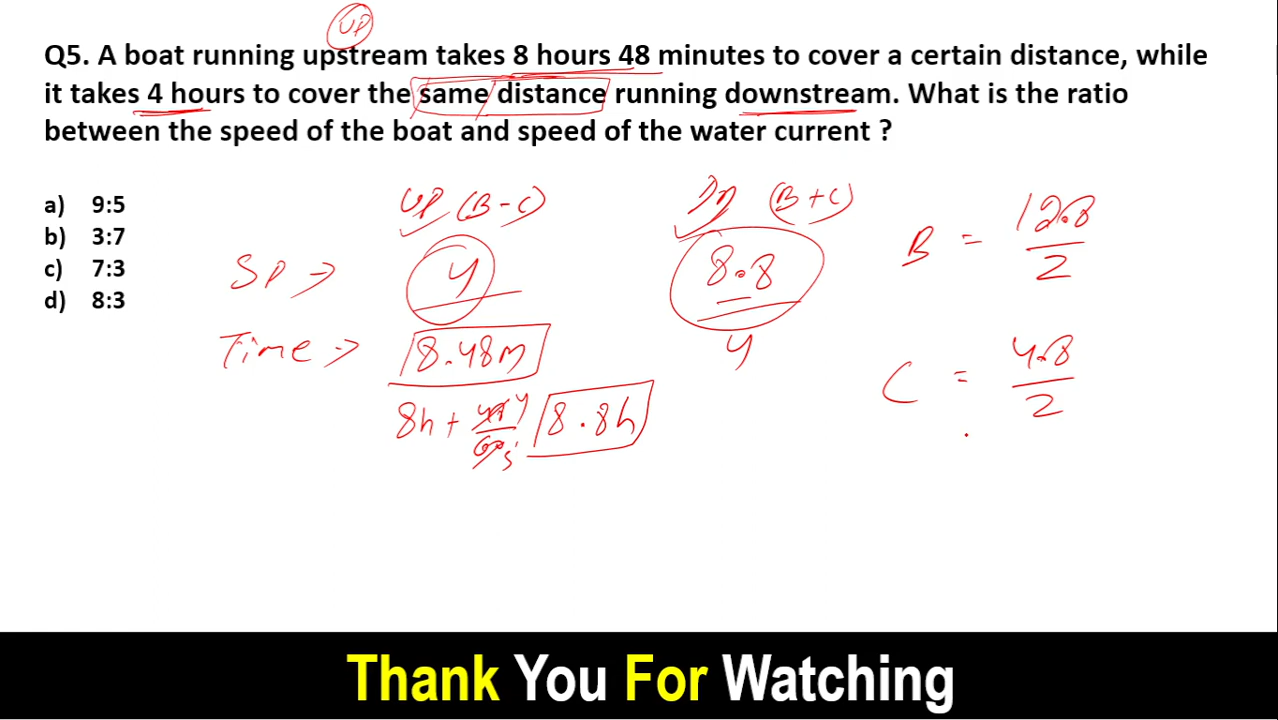 UP
Q5. A boat running upstream takes 8 hours 48 minutes to cover a certain distance, while
it takes 4 hours to cover the same distance running downstream. What is the ratio
between the speed of the boat and speed of the water current ?
a) 9:5
b) 3:7
c) 7:3
d) 8:3
UP (B-C) Dn (B+C)
SP → 4 8.8
B = 12.8/2
Time → 8.48m 4
8h + 48/60 4/5 8.8h
C = 4.8/2
Thank You For Watching